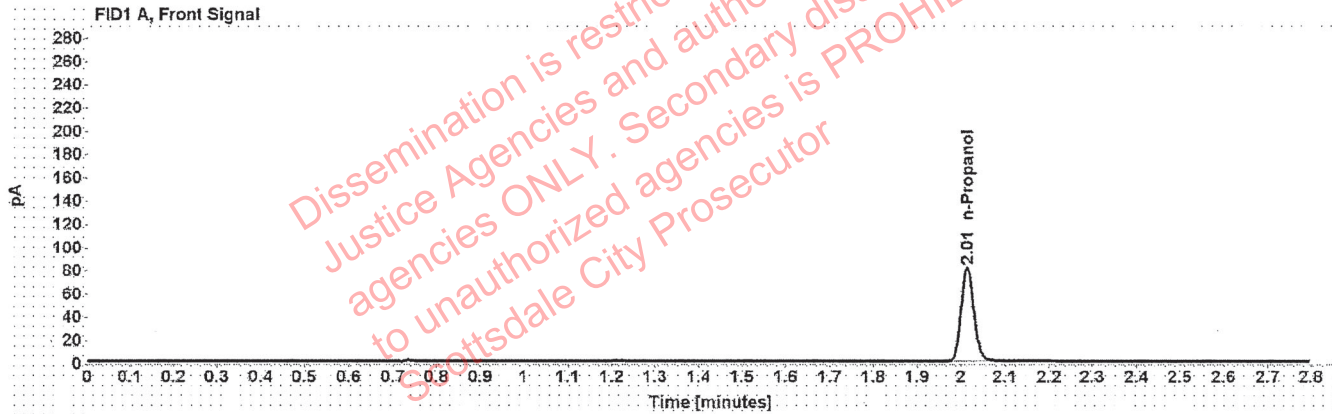 FID1 A, Front Signal
280
260
240
220
200
180
160
140
120
100
80
60
40
20
0
pA
2.01 n-Propanol
0 0.1 0.2 0.3 0.4 0.5 0.6 0.7 0.8 0.9 1 1.1 1.2 1.3 1.4 1.5 1.6 1.7 1.8 1.9 2 2.1 2.2 2.3 2.4 2.5 2.6 2.7 2.8
Time [minutes]
Dissemination is
Justice Agencies and
agencies ONLY. Secondary
to unauthorized agencies is
Scottsdale City Prosecutor